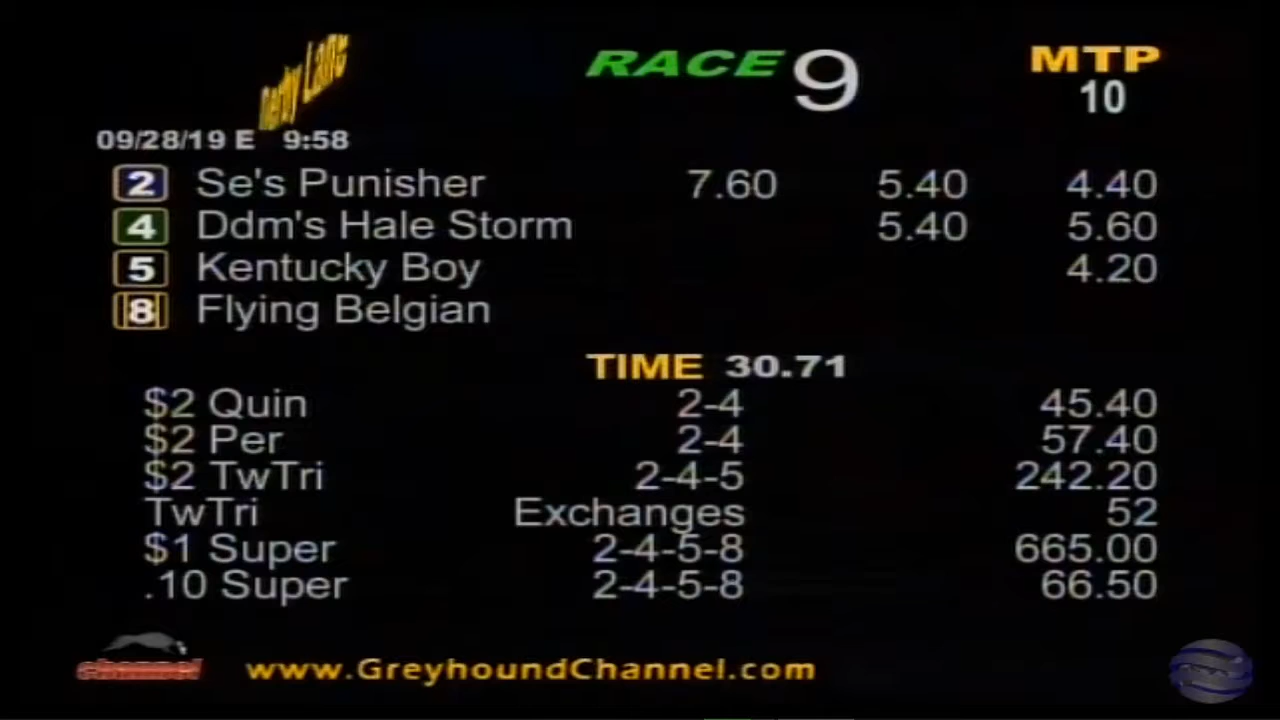 Derby Lane
RACE 9
MTP
10
09/28/19 E 9:58
2 Se's Punisher 7.60 5.40 4.40
4 Ddm's Hale Storm 5.40 5.60
5 Kentucky Boy 4.20
8 Flying Belgian
TIME 30.71
$2 Quin 2-4 45.40
$2 Per 2-4 57.40
$2 TwTri 2-4-5 242.20
TwTri Exchanges 52
$1 Super 2-4-5-8 665.00
.10 Super 2-4-5-8 66.50
channel www.GreyhoundChannel.com